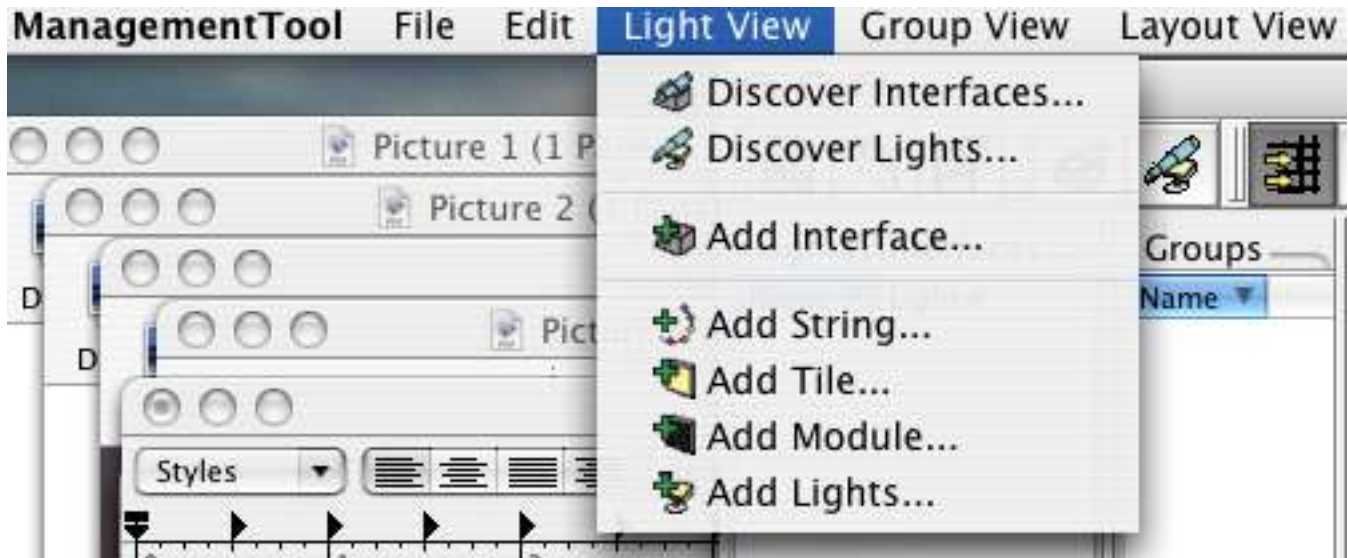 ManagementTool File Edit Light View Group View Layout View
Discover Interfaces...
Discover Lights...
Add Interface...
Add String...
Add Tile...
Add Module...
Add Lights...
Picture 1 (1 P
Picture 2 (
Pict
D
D
Styles
Groups
Name